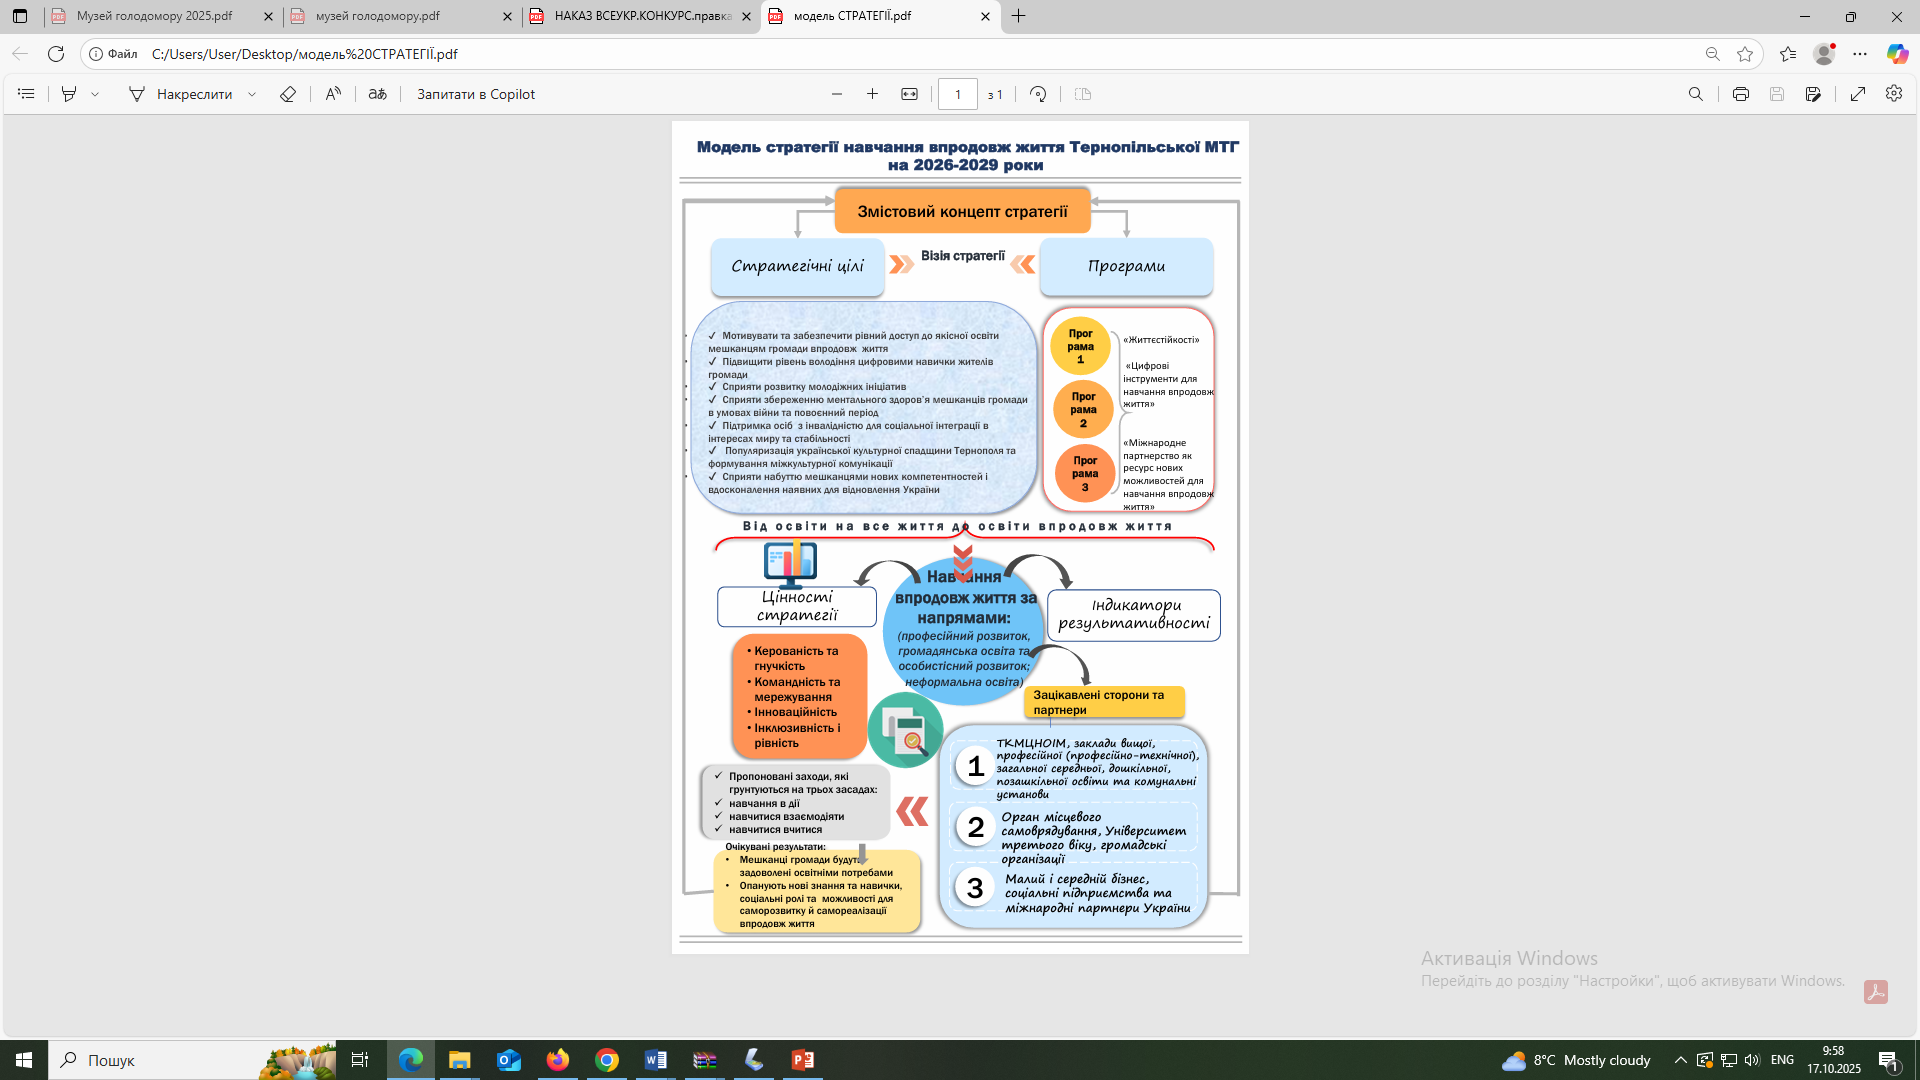 Музей голодомору 2025.pdf
музей голодомору.pdf
НАКАЗ ВСЕУКР.КОНКУРС.правка
модель СТРАТЕГІЇ.pdf
Файл
C:/Users/User/Desktop/модель%20СТРАТЕГІЇ.pdf
Накреслити
Запитати в Copilot
1
з 1
Модель стратегії навчання впродовж життя Тернопільської МТГ
на 2026-2029 роки
Змістовий концепт стратегії
Стратегічні цілі
Візія стратегії
Програми
✓ Мотивувати та забезпечити рівний доступ до якісної освіти
мешканцям громади впродовж життя
✓ Підвищити рівень володіння цифровими навички жителів
громади
✓ Сприяти розвитку молодіжних ініціатив
✓ Сприяти збереженню ментального здоров'я мешканців громади
в умовах війни та повоєнний період
✓ Підтримка осіб з інвалідністю для соціальної інтеграції в
інтересах миру та стабільності
✓ Популяризація української культурної спадщини Тернополя та
формування міжкультурної комунікації
✓ Сприяти набуттю мешканцями нових компетентностей і
вдосконалення наявних для відновлення України
Прог
рама
1
«Життєстійкості»
Прог
рама
2
«Цифрові
інструменти для
навчання впродовж
життя»
Прог
рама
3
«Міжнародне
партнерство як
ресурс нових
можливостей для
навчання впродовж
життя»
Від освіти на все життя до освіти впродовж життя
Цінності
стратегії
Навчання
впродовж життя за
напрямами:
(професійний розвиток,
громадянська освіта та
особистісний розвиток;
неформальна освіта)
Індикатори
результативності
• Керованість та
гнучкість
• Командність та
мережування
• Інноваційність
• Інклюзивність і
рівність
Зацікавлені сторони та
партнери
1
ТКМЦНОІМ, заклади вищої,
професійної (професійно-технічної),
загальної середньої, дошкільної,
позашкільної освіти та комунальні
установи
2
Орган місцевого
самоврядування, Університет
третього віку, громадські
організації
3
Малий і середній бізнес,
соціальні підприємства та
міжнародні партнери України
✓ Пропоновані заходи, які
грунтуються на трьох засадах:
✓ навчання в дії
✓ навчитися взаємодіяти
✓ навчитися вчитися
Очікувані результати:
• Мешканці громади будуть
задоволені освітніми потребами
• Опанують нові знання та навички,
соціальні ролі та можливості для
саморозвитку й самореалізації
впродовж життя
Активація Windows
Перейдіть до розділу "Настройки", щоб активувати Windows.
Пошук
8°C Mostly cloudy
ENG
9:58
17.10.2025
1